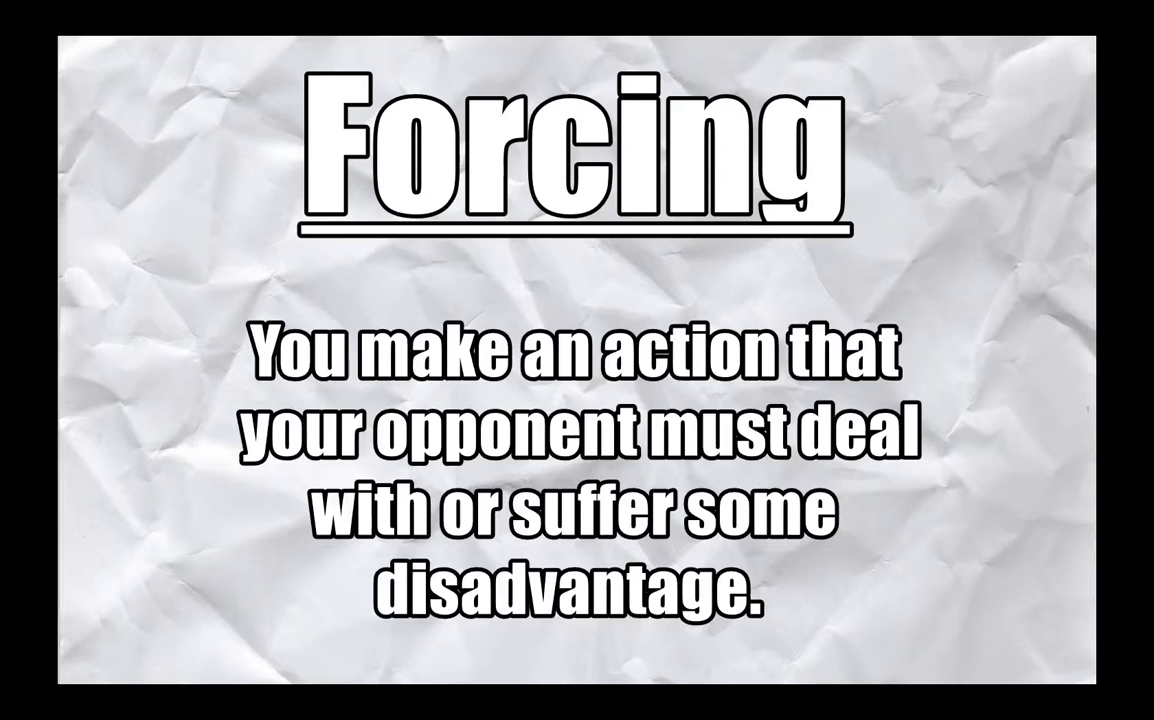 Forcing
You make an action that
your opponent must deal
with or suffer some
disadvantage.